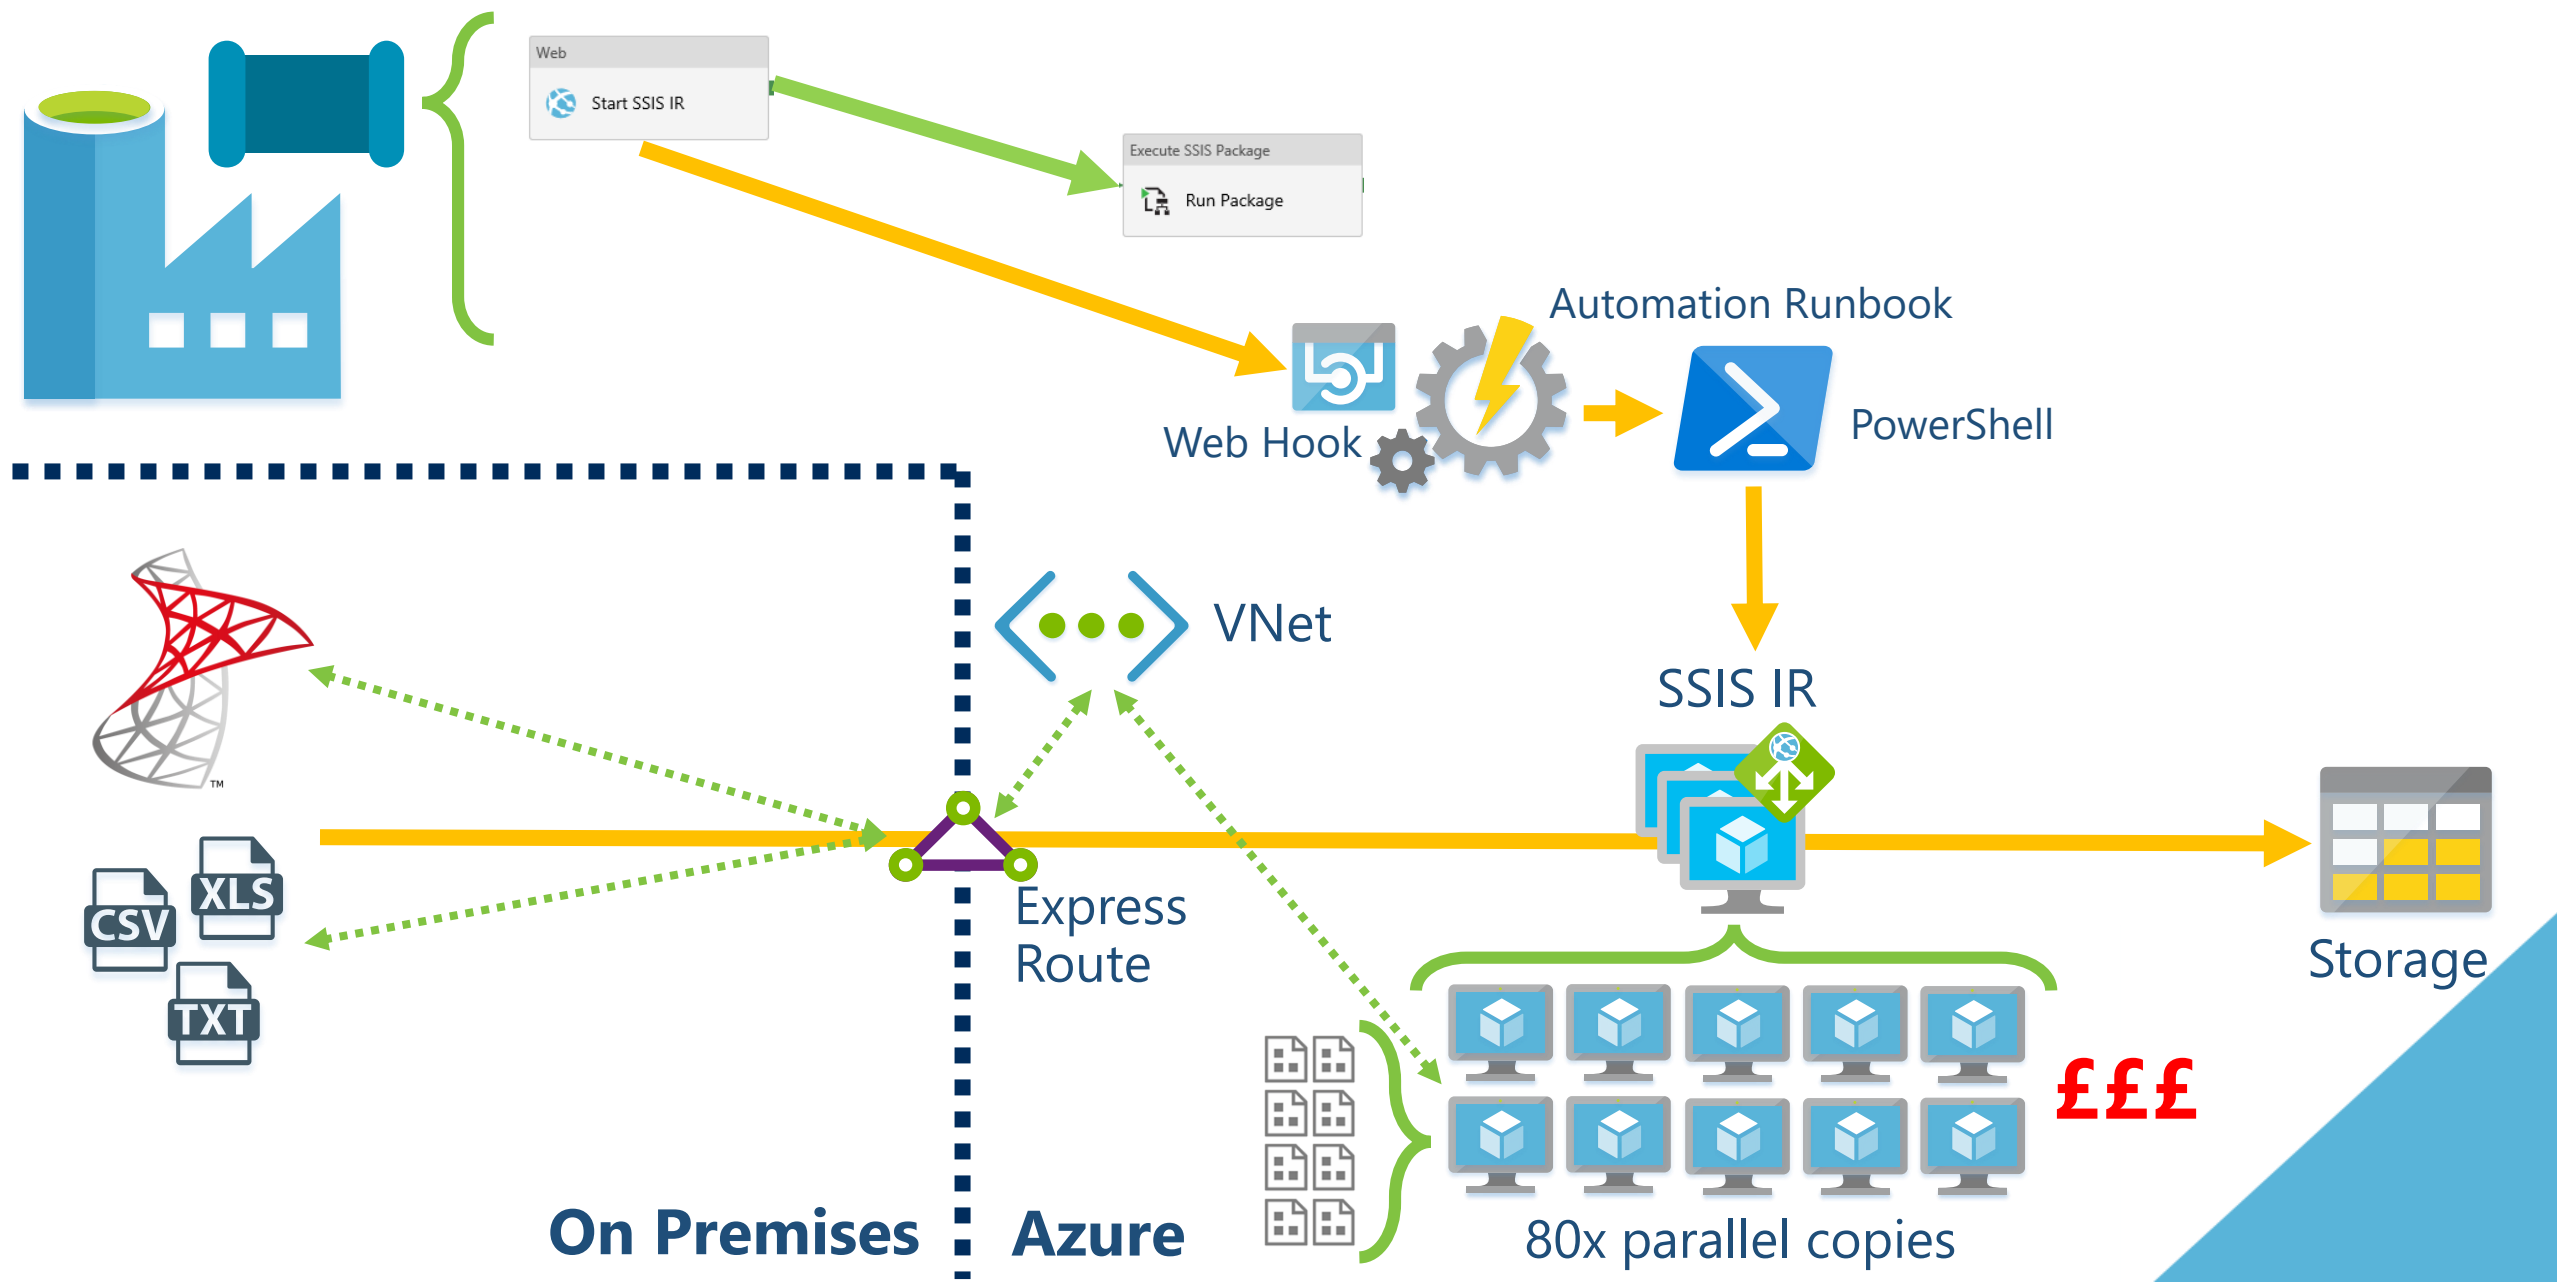 Web
Start SSIS IR
Execute SSIS Package
Run Package
Automation Runbook
Web Hook
PowerShell
VNet
SSIS IR
TM
XLS
CSV
TXT
Express
Route
Storage
£££
On Premises
Azure
80x parallel copies